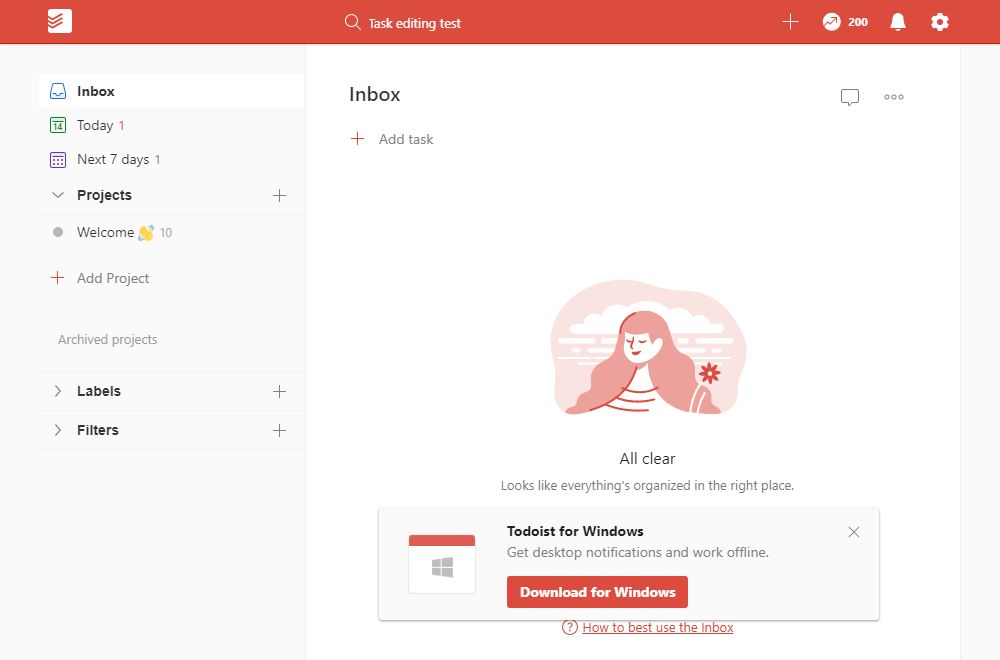 Task editing test
200
Inbox
14 Today 1
Next 7 days 1
Projects
Welcome 👋 10
Add Project
Archived projects
Labels
Filters
Inbox
Add task
All clear
Looks like everything's organized in the right place.
Todoist for Windows
Get desktop notifications and work offline.
Download for Windows
? How to best use the Inbox